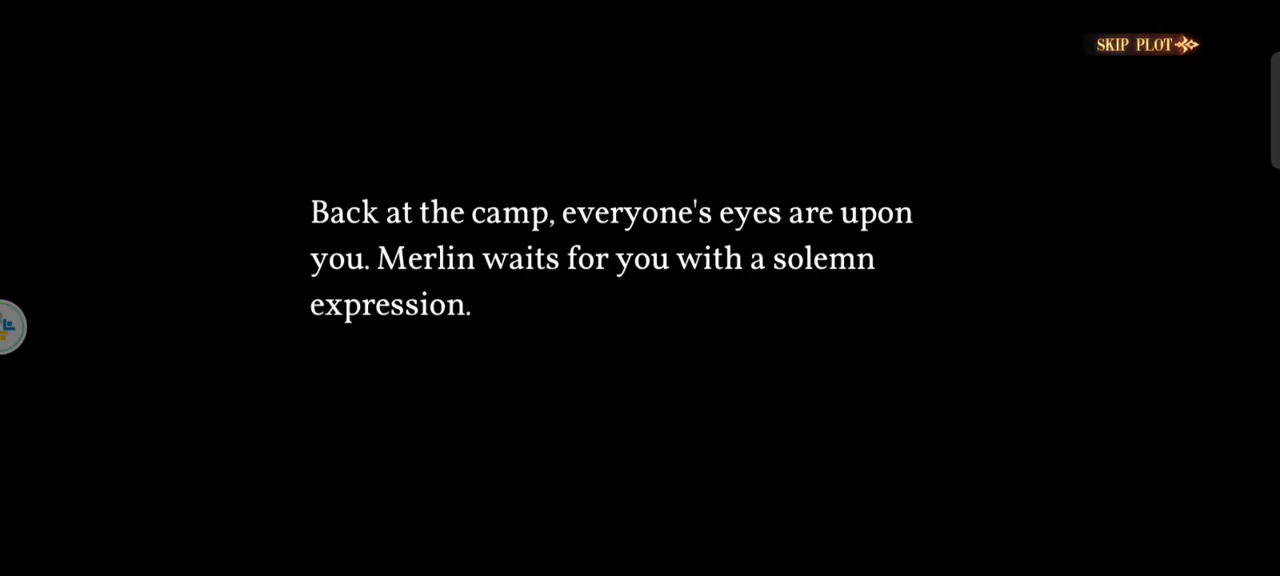 SKIP PLOT
Back at the camp, everyone's eyes are upon
you. Merlin waits for you with a solemn
expression.